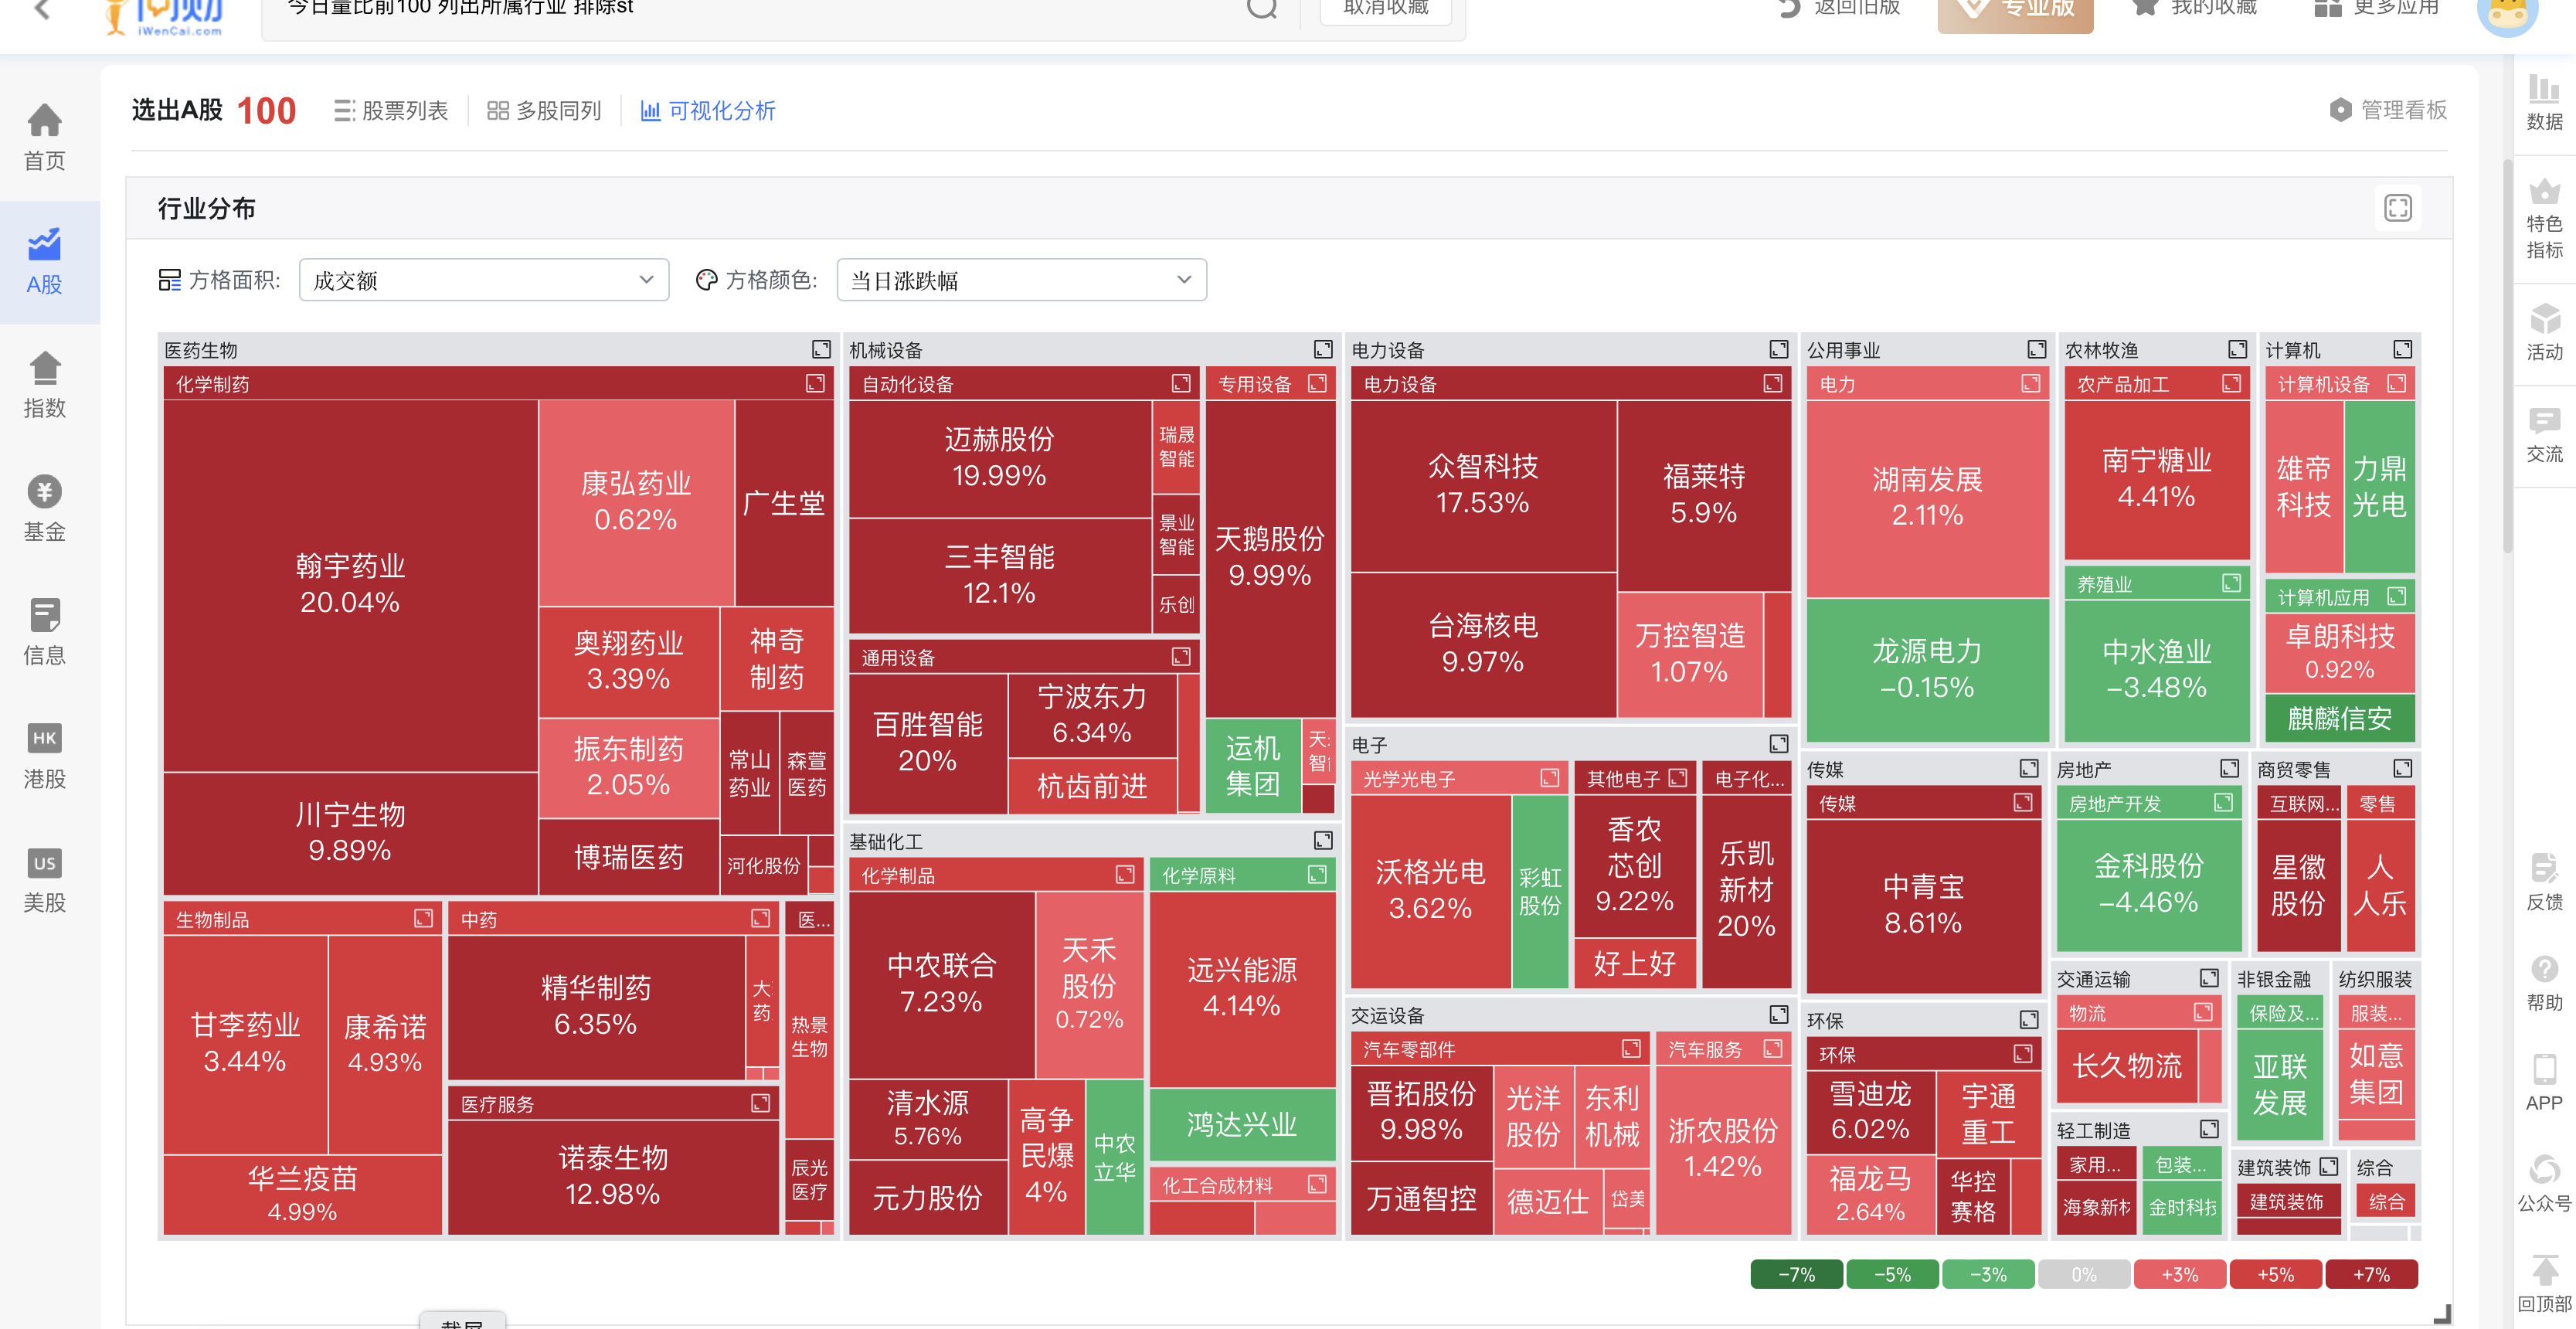 问财
iWenCai.com
今日量比前100 列出所属行业 排除st
取消收藏
返回旧版
专业版
我的收藏
更多应用
首页
A股
指数
基金
信息
HK
港股
US
美股
选出A股 100
股票列表
多股同列
可视化分析
管理看板
行业分布
方格面积:
成交额
方格颜色:
当日涨跌幅
医药生物
化学制药
翰宇药业
20.04%
康弘药业
0.62%
广生堂
奥翔药业
3.39%
神奇
制药
振东制药
2.05%
常山
药业
森萱
医药
川宁生物
9.89%
博瑞医药
河化股份
生物制品
甘李药业
3.44%
康希诺
4.93%
华兰疫苗
4.99%
中药
精华制药
6.35%
大
药
医疗服务
诺泰生物
12.98%
医...
热景
生物
辰光
医疗
机械设备
自动化设备
迈赫股份
19.99%
瑞晟
智能
三丰智能
12.1%
景业
智能
乐创
专用设备
天鹅股份
9.99%
运机
集团
天
智
通用设备
百胜智能
20%
宁波东力
6.34%
杭齿前进
基础化工
化学制品
中农联合
7.23%
天禾
股份
0.72%
清水源
5.76%
元力股份
高争
民爆
4%
中农
立华
化学原料
远兴能源
4.14%
鸿达兴业
化工合成材料
电力设备
电力设备
众智科技
17.53%
福莱特
5.9%
台海核电
9.97%
万控智造
1.07%
电子
光学光电子
沃格光电
3.62%
彩虹
股份
其他电子
香农
芯创
9.22%
好上好
电子化...
乐凯
新材
20%
交运设备
汽车零部件
晋拓股份
9.98%
光洋
股份
东利
机械
万通智控
德迈仕
岱美
汽车服务
浙农股份
1.42%
公用事业
电力
湖南发展
2.11%
龙源电力
-0.15%
农林牧渔
农产品加工
南宁糖业
4.41%
养殖业
中水渔业
-3.48%
计算机
计算机设备
雄帝
科技
力鼎
光电
计算机应用
卓朗科技
0.92%
麒麟信安
传媒
传媒
中青宝
8.61%
房地产
房地产开发
金科股份
-4.46%
商贸零售
互联网...
星徽
股份
零售
人
人乐
环保
环保
雪迪龙
6.02%
宇通
重工
福龙马
2.64%
华控
赛格
交通运输
物流
长久物流
非银金融
保险及...
亚联
发展
纺织服装
服装...
如意
集团
轻工制造
家用...
海象新材
包装...
金时科技
建筑装饰
建筑装饰
综合
综合
-7%
-5%
-3%
0%
+3%
+5%
+7%
数据
特色
指标
活动
交流
反馈
帮助
APP
公众号
回顶部
截屏